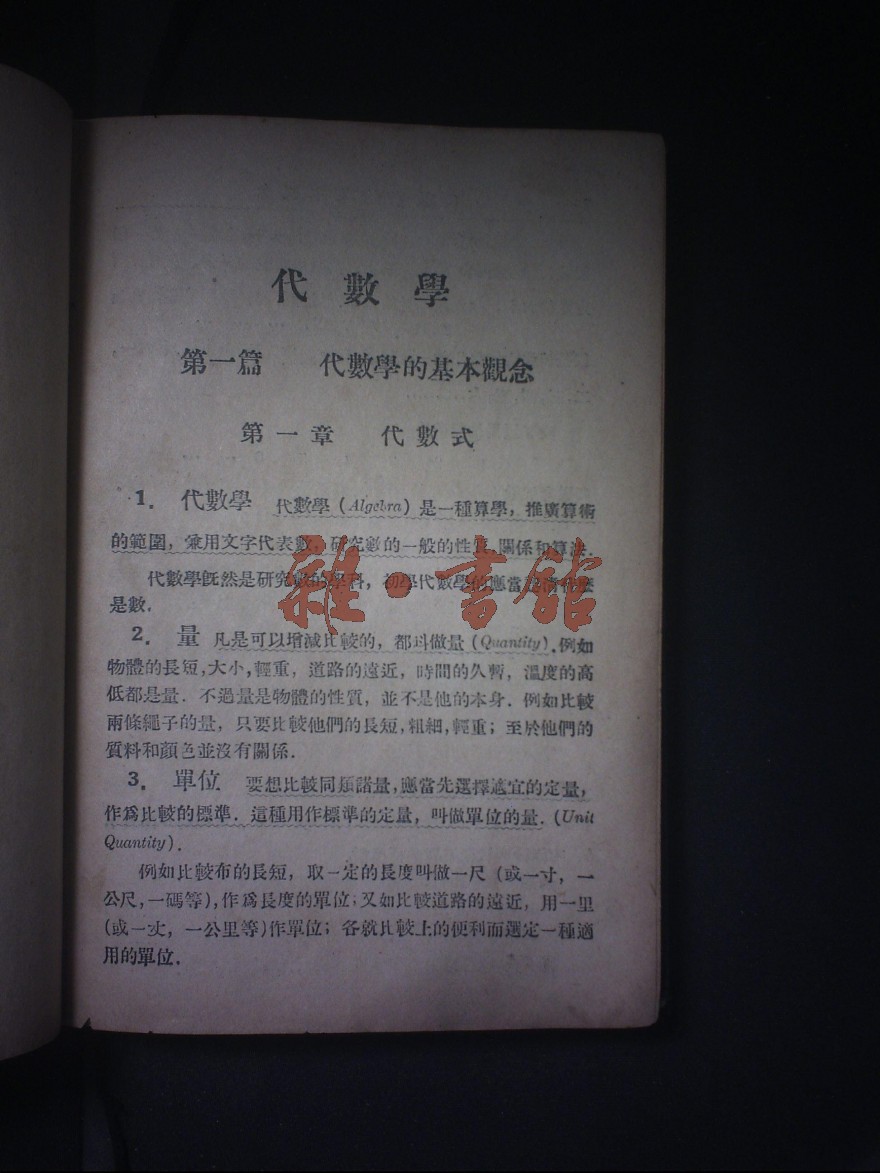 代數學
第一篇 代數學的基本觀念
第一章 代數式
1. 代數學 代數學 (Algebra) 是一種算學，推廣算術
的範圍，兼用文字代表數，研究數的一般的性質，關係和算法．
代數學旣然是研究數的學科，初學代數學的應當
是數．
雜·書館
2. 量 凡是可以增減比較的，都叫做量 (Quantity)．例如
物體的長短，大小，輕重，道路的遠近，時間的久暫，溫度的高
低都是量．不過量是物體的性質，並不是他的本身．例如比較
兩條繩子的量，只要比較他們的長短，粗細，輕重；至於他們的
質料和顏色並沒有關係．
3. 單位 要想比較同類諸量，應當先選擇適宜的定量，
作爲比較的標準．這種用作標準的定量，叫做單位的量．(Unit
Quantity)．
例如比較布的長短，取一定的長度叫做一尺 (或一寸，一
公尺，一碼等)，作爲長度的單位；又如比較道路的遠近，用一里
(或一丈，一公里等)作單位；各就比較上的便利而選定一種適
用的單位．